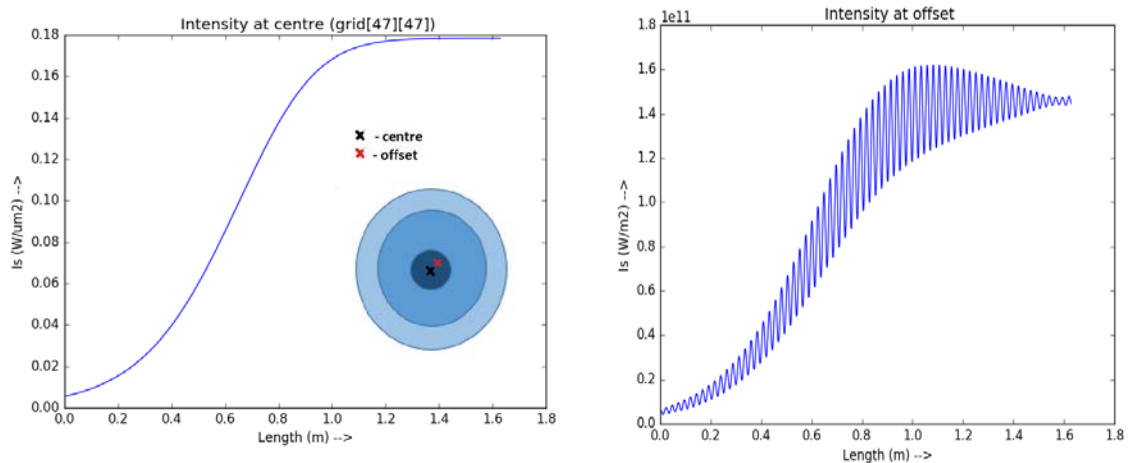 Intensity at centre (grid[47][47])
Is (W/um2) -->
0.18
0.16
0.14
0.12
0.10
0.08
0.06
0.04
0.02
0.00
x - centre
x - offset
0.0 0.2 0.4 0.6 0.8 1.0 1.2 1.4 1.6 1.8
Length (m) -->
Intensity at offset
1e11
Is (W/m2) -->
1.8
1.6
1.4
1.2
1.0
0.8
0.6
0.4
0.2
0.0
0.0 0.2 0.4 0.6 0.8 1.0 1.2 1.4 1.6 1.8
Length (m) -->